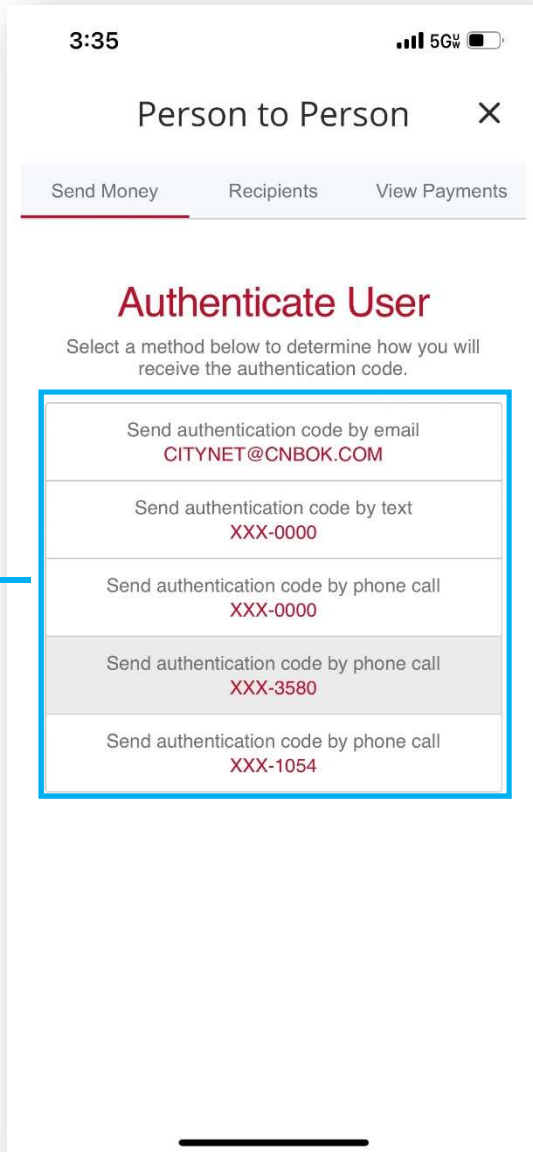 3:35 5G UW
Person to Person ×
Send Money Recipients View Payments
Authenticate User
Select a method below to determine how you will
receive the authentication code.
Send authentication code by email
CITYNET@CNBOK.COM
Send authentication code by text
XXX-0000
Send authentication code by phone call
XXX-0000
Send authentication code by phone call
XXX-3580
Send authentication code by phone call
XXX-1054